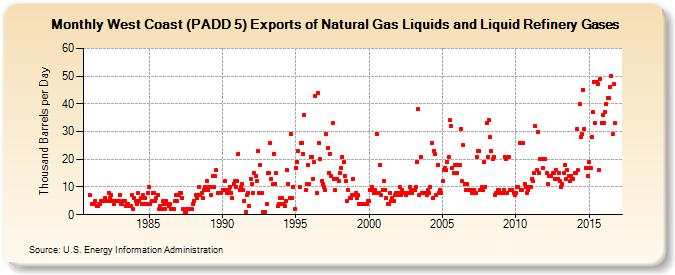 Monthly West Coast (PADD 5) Exports of Natural Gas Liquids and Liquid Refinery Gases
Thousand Barrels per Day
60
50
40
30
20
10
0
1985 1990 1995 2000 2005 2010 2015
Source: U.S. Energy Information Administration